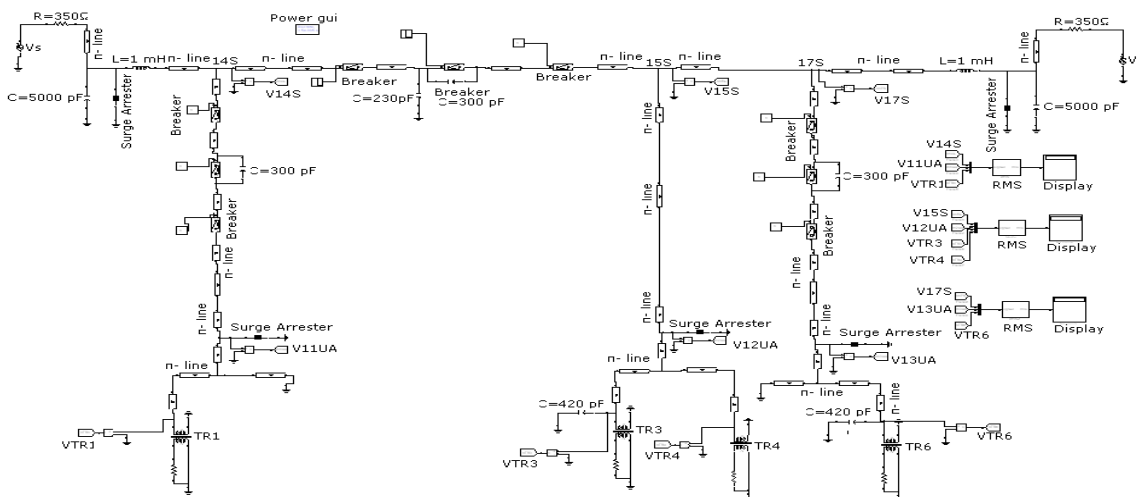 R=350Ω
Power gui
R=350Ω
Vs
n- line
L=1 mH
n- line
14S
n- line
Breaker
Breaker
Breaker
n- line
15S
n- line
17S
n- line
L=1 mH
n- line
V
C=5000 pF
Surge Arrester
V14S
C=230pF
C=300 pF
V15S
V17S
Surge Arrester
C=5000 pF
Breaker
C=300 pF
Breaker
n- line
n- line
n- line
n- line
Breaker
C=300 pF
Breaker
n- line
n- line
V14S
V11UA
VTR1
RMS
Display
V15S
V12UA
VTR3
VTR4
RMS
Display
V17S
V13UA
VTR6
RMS
Display
Surge Arrester
V11UA
Surge Arrester
V12UA
Surge Arrester
V13UA
n- line
n- line
n- line
n- line
C=420 pF
C=420 pF
VTR1
TR1
VTR3
TR3
VTR4
TR4
TR6
VTR6